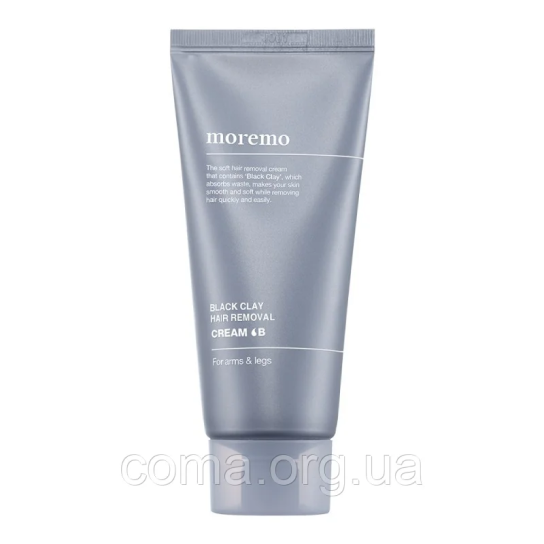 moremo
The soft hair removal cream
that contains 'Black Clay', which
absorbs waste, makes your skin
smooth and soft while removing
hair quickly and easily.
BLACK CLAY
HAIR REMOVAL
CREAM B
For arms & legs
coma.org.ua